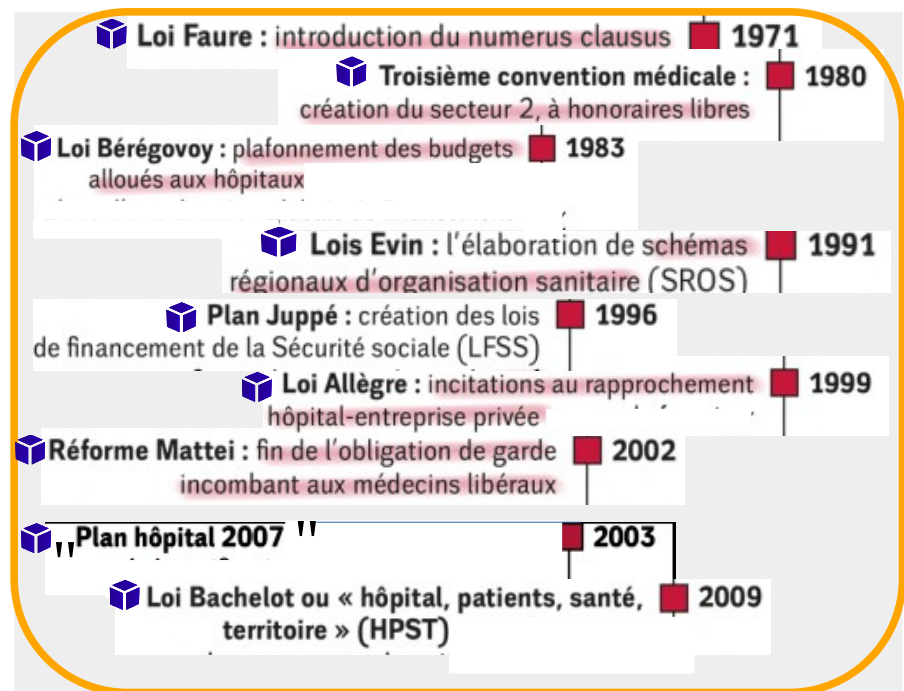 Loi Faure : introduction du numerus clausus 1971
Troisième convention médicale : 1980
création du secteur 2, à honoraires libres
Loi Bérégovoy : plafonnement des budgets 1983
alloués aux hôpitaux
Lois Evin : l'élaboration de schémas 1991
régionaux d'organisation sanitaire (SROS)
Plan Juppé : création des lois 1996
de financement de la Sécurité sociale (LFSS)
Loi Allègre : incitations au rapprochement 1999
hôpital-entreprise privée
Réforme Mattei : fin de l'obligation de garde 2002
incombant aux médecins libéraux
"Plan hôpital 2007" 2003
Loi Bachelot ou « hôpital, patients, santé, 2009
territoire » (HPST)